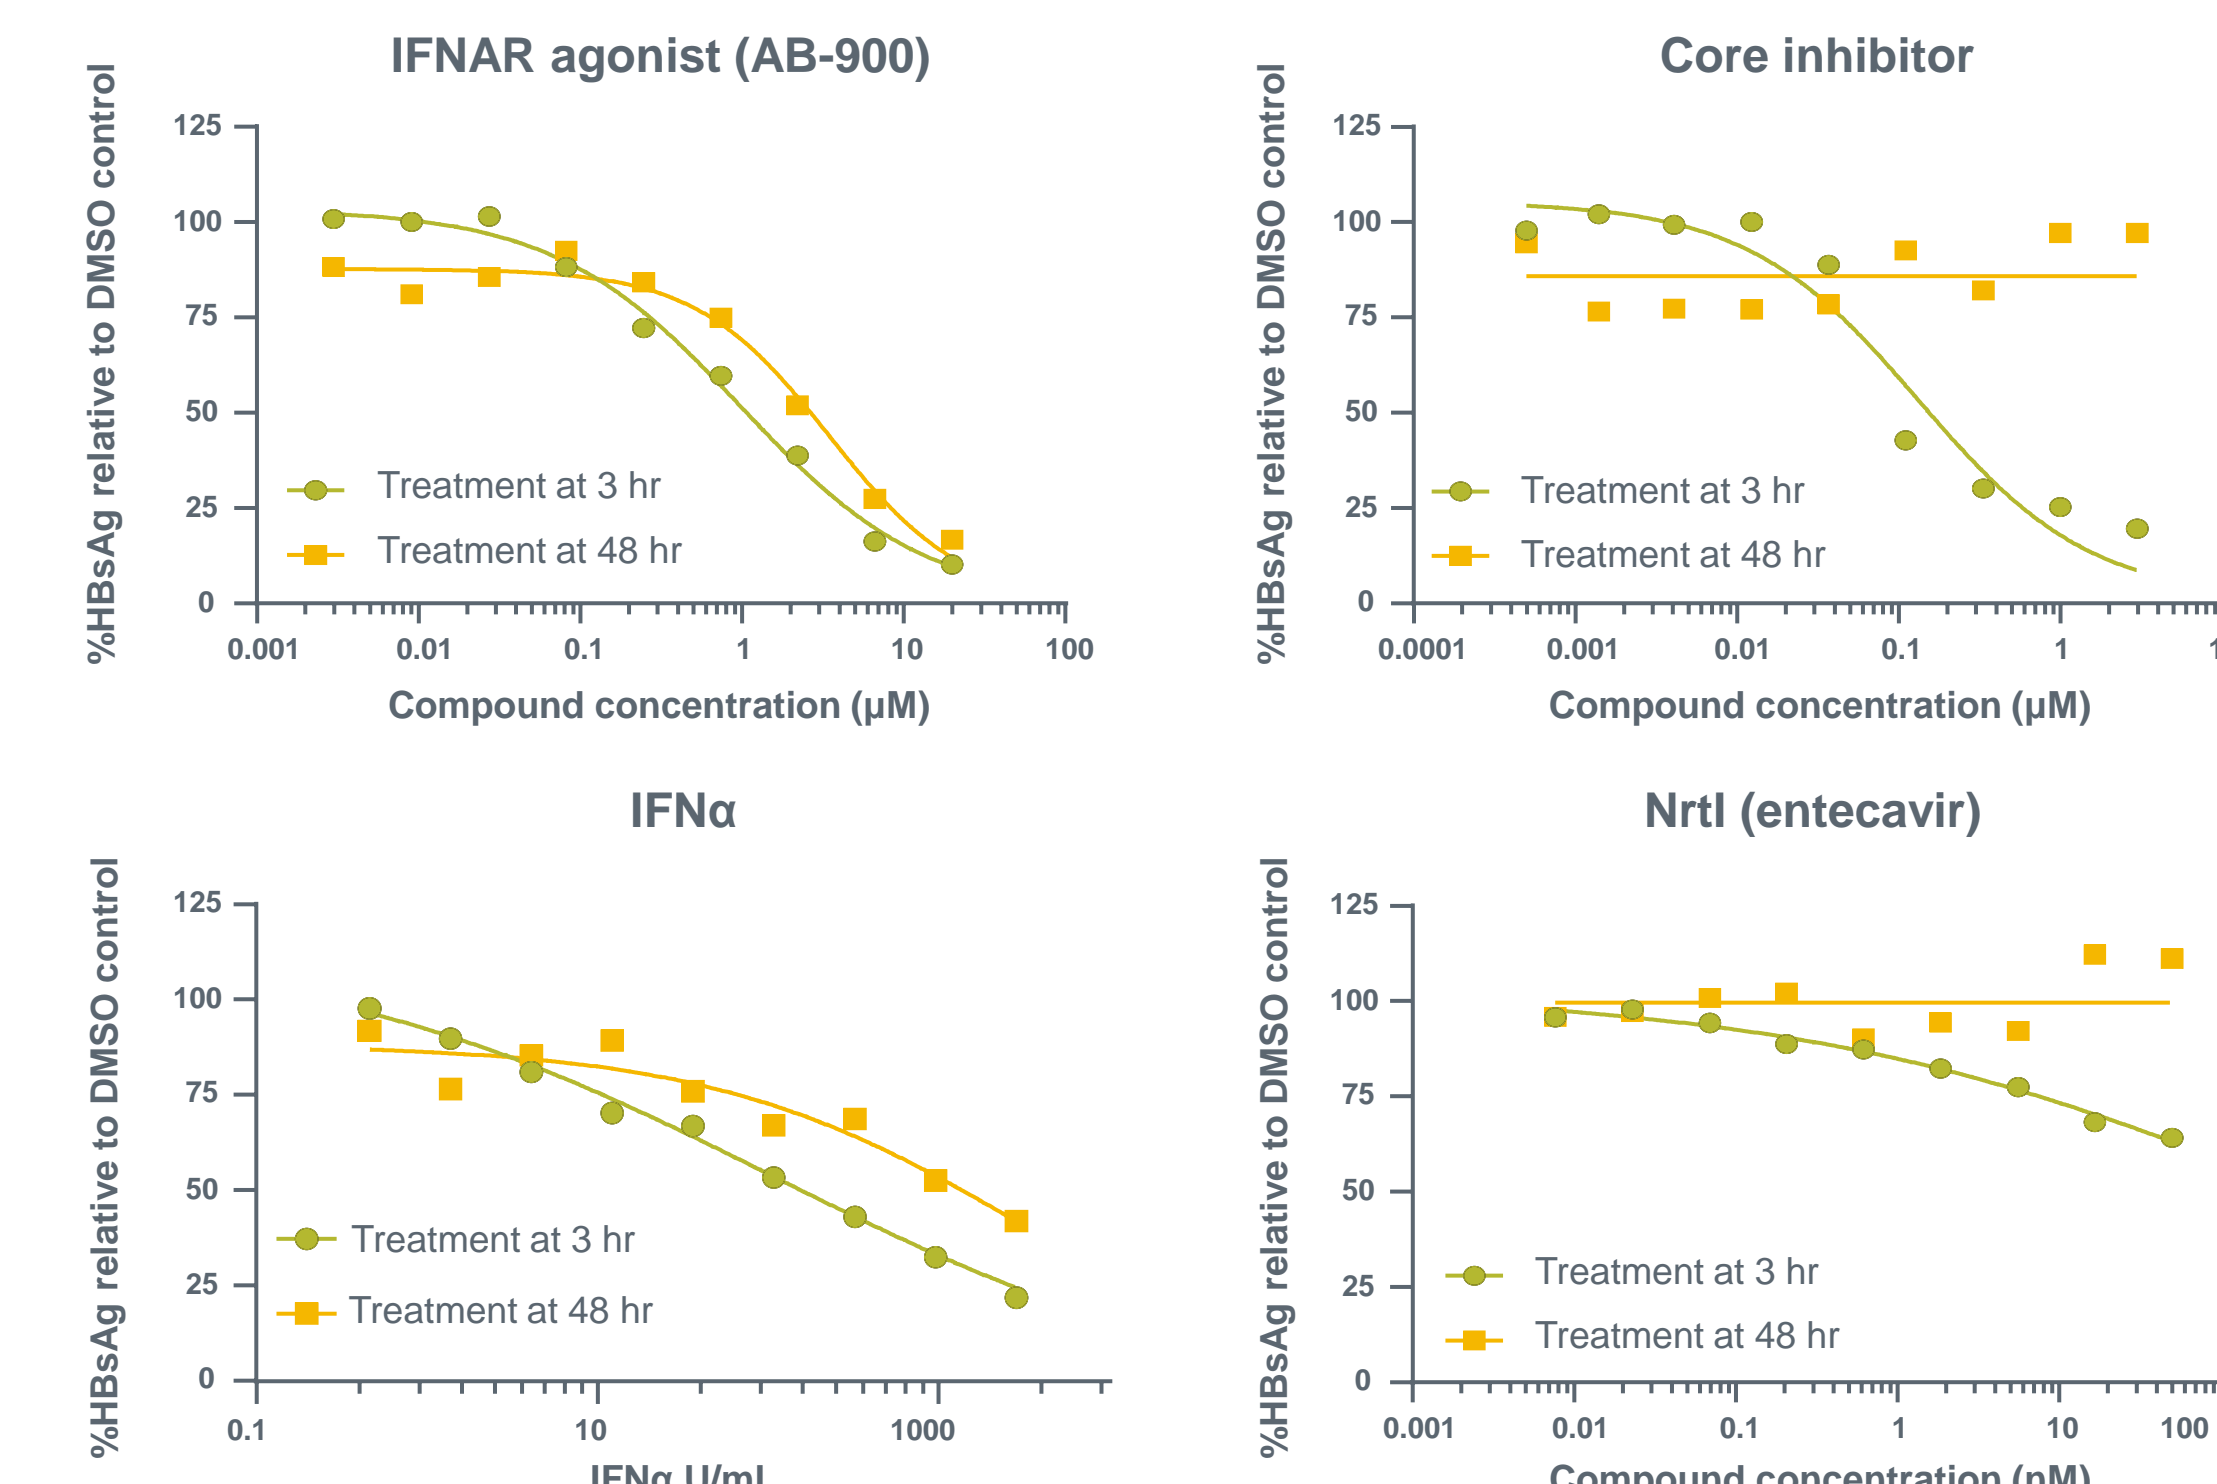 IFNAR agonist (AB-900)
%HBsAg relative to DMSO control
125
100
75
50
25
0
Treatment at 3 hr
Treatment at 48 hr
0.001 0.01 0.1 1 10 100
Compound concentration (µM)
Core inhibitor
%HBsAg relative to DMSO control
125
100
75
50
25
0
Treatment at 3 hr
Treatment at 48 hr
0.0001 0.001 0.01 0.1 1
Compound concentration (µM)
IFNα
%HBsAg relative to DMSO control
125
100
75
50
25
0
Treatment at 3 hr
Treatment at 48 hr
0.1 10 1000
IFNα U/mL
NrtI (entecavir)
%HBsAg relative to DMSO control
125
100
75
50
25
0
Treatment at 3 hr
Treatment at 48 hr
0.001 0.01 0.1 1 10 100
Compound concentration (nM)